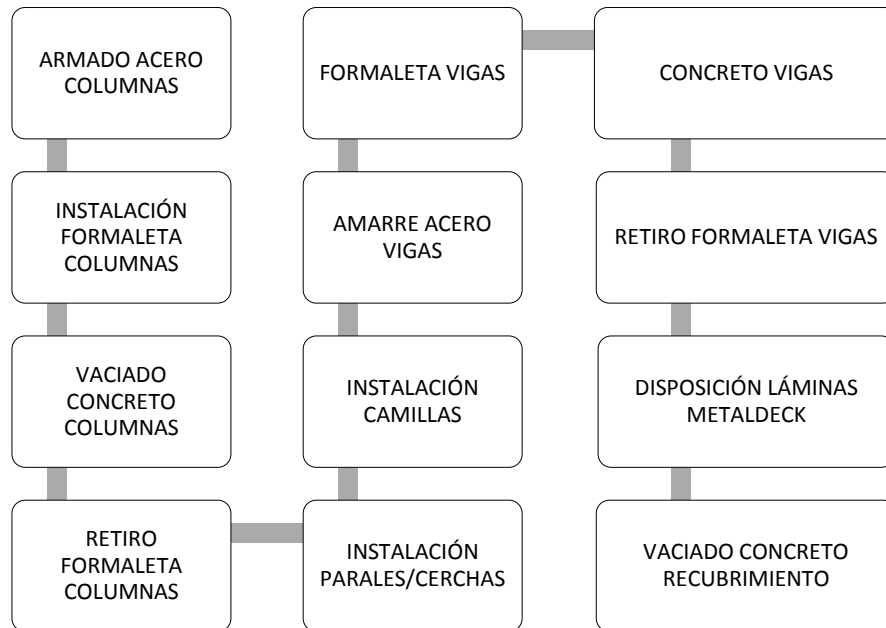 ARMADO ACERO
COLUMNAS
INSTALACIÓN
FORMALETA
COLUMNAS
VACIADO
CONCRETO
COLUMNAS
RETIRO
FORMALETA
COLUMNAS
INSTALACIÓN
PARALES/CERCHAS
INSTALACIÓN
CAMILLAS
AMARRE ACERO
VIGAS
FORMALETA VIGAS
CONCRETO VIGAS
RETIRO FORMALETA VIGAS
DISPOSICIÓN LÁMINAS
METALDECK
VACIADO CONCRETO
RECUBRIMIENTO